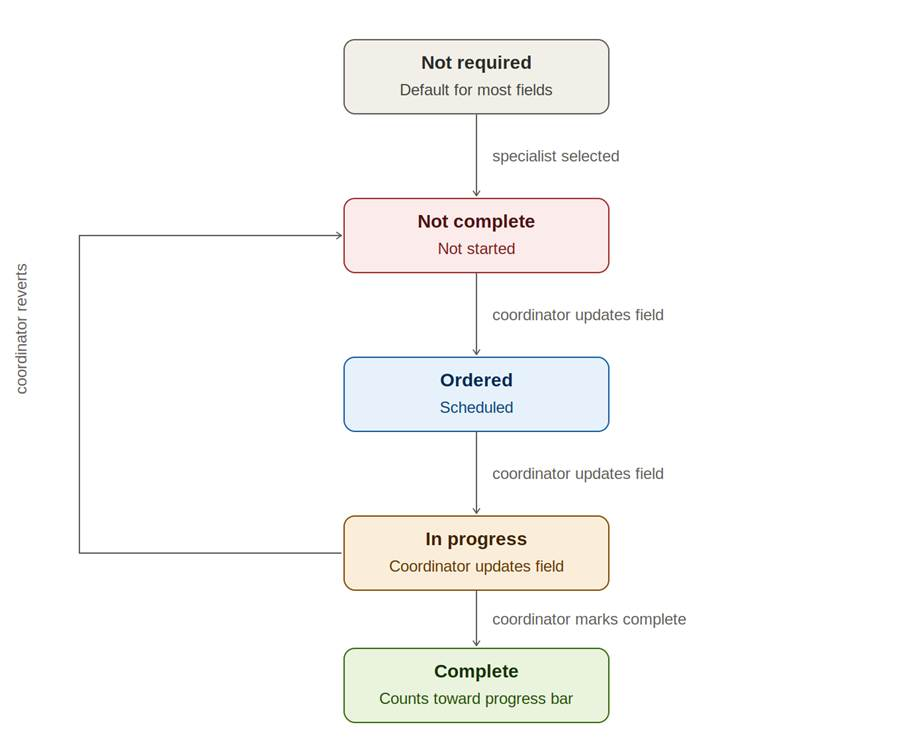 Not required
Default for most fields
specialist selected
Not complete
Not started
coordinator reverts
coordinator updates field
Ordered
Scheduled
coordinator updates field
In progress
Coordinator updates field
coordinator marks complete
Complete
Counts toward progress bar